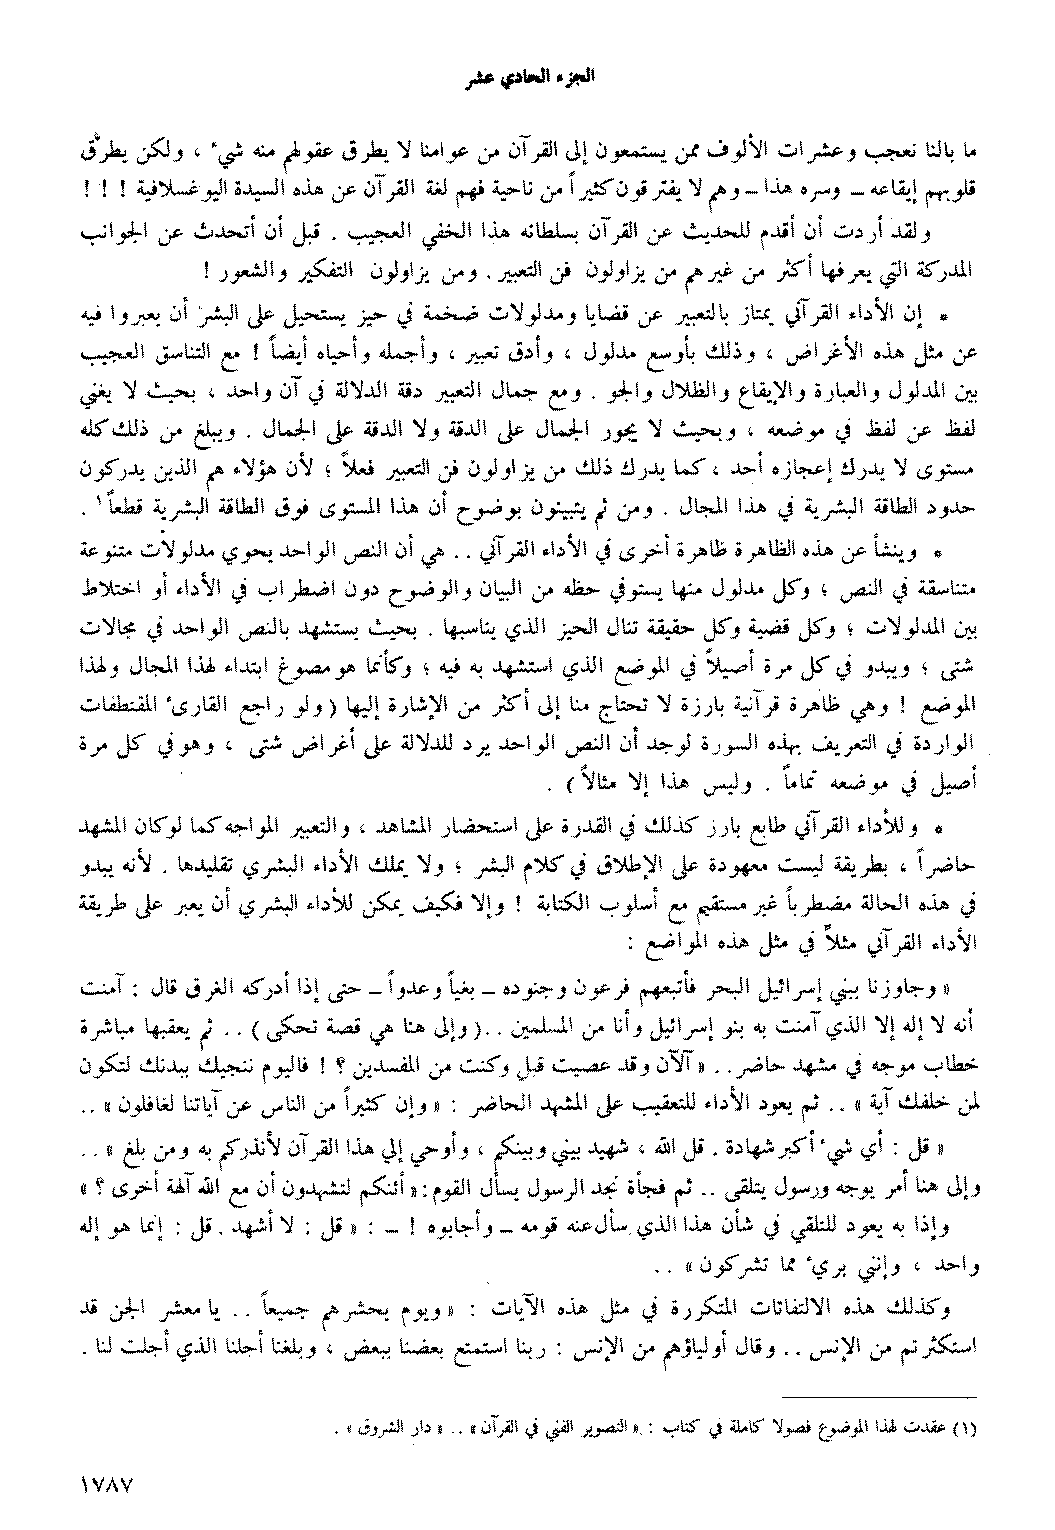 الجزء الحادي عشر
ما بالنا نعجب وعشرات الألوف ممن يستمعون إلى القرآن من عوامنا لا يطرق عقولهم منه شيء ، ولكن يطرّق
قلوبهم إيقاعه – وسره هذا – وهم لا يفترقون كثيراً من ناحية فهم لغة القرآن عن هذه السيدة اليوغسلافية ! ! !
ولقد أردت أن أقدم للحديث عن القرآن بسلطانه هذا الخفي العجيب . قبل أن أتحدث عن الجوانب
المدركة التي يعرفها أكثر من غيرهم من يزاولون فن التعبير . ومن يزاولون التفكير والشعور !
* إن الأداء القرآني يمتاز بالتعبير عن قضايا ومدلولات ضخمة في حيز يستحيل على البشر أن يعبروا فيه
عن مثل هذه الأغراض ، وذلك بأوسع مدلول ، وأدق تعبير ، وأجمله وأحياه أيضاً ! مع التناسق العجيب
بين المدلول والعبارة والإيقاع والظلال والجو . ومع جمال التعبير دقة الدلالة في آن واحد ، بحيث لا يغني
لفظ عن لفظ في موضعه ، وبحيث لا يجور الجمال على الدقة ولا الدقة على الجمال . ويبلغ من ذلك كله
مستوى لا يدرك إعجازه أحد ، كما يدرك ذلك من يزاولون فن التعبير فعلاً ؛ لأن هؤلاء هم الذين يدركون
حدود الطاقة البشرية في هذا المجال . ومن ثم يتبينون بوضوح أن هذا المستوى فوق الطاقة البشرية قطعاً ١ .
* وينشأ عن هذه الظاهرة ظاهرة أخرى في الأداء القرآني .. هي أن النص الواحد يحوي مدلولات متنوعة
متناسقة في النص ؛ وكل مدلول منها يستوفي حظه من البيان والوضوح دون اضطراب في الأداء أو اختلاط
بين المدلولات ؛ وكل قضية وكل حقيقة تنال الحيز الذي يناسبها . بحيث يستشهد بالنص الواحد في مجالات
شتى ؛ ويبدو في كل مرة أصيلاً في الموضع الذي استشهد به فيه ؛ وكأنما هو مصوغ ابتداء لهذا المجال ولهذا
الموضع ! وهي ظاهرة قرآنية بارزة لا تحتاج منا إلى أكثر من الإشارة إليها ( ولو راجع القارىء المقتطفات
الواردة في التعريف بهذه السورة لوجد أن النص الواحد يرد للدلالة على أغراض شتى ، وهو في كل مرة
أصيل في موضعه تماماً . وليس هذا إلا مثالاً ) .
* وللأداء القرآني طابع بارز كذلك في القدرة على استحضار المشاهد ، والتعبير المواجه كما لو كان المشهد
حاضراً ، بطريقة ليست معهودة على الإطلاق في كلام البشر ؛ ولا يملك الأداء البشري تقليدها . لأنه يبدو
في هذه الحالة مضطرباً غير مستقيم مع أسلوب الكتابة ! وإلا فكيف يمكن للأداء البشري أن يعبر على طريقة
الأداء القرآني مثلاً في مثل هذه المواضع :
« وجاوزنا ببني إسرائيل البحر فأتبعهم فرعون وجنوده – بغياً وعدواً – حتى إذا أدركه الغرق قال : آمنت
أنه لا إله إلا الذي آمنت به بنو إسرائيل وأنا من المسلمين .. ( وإلى هنا هي قصة تحكى ) .. ثم يعقبها مباشرة
خطاب موجه في مشهد حاضر .. « آلآن وقد عصيت قبل وكنت من المفسدين ؟ ! فاليوم ننجيك ببدنك لتكون
لمن خلفك آية » .. ثم يعود الأداء للتعقيب على المشهد الحاضر : « وإن كثيراً من الناس عن آياتنا لغافلون » ..
« قل : أي شيء أكبر شهادة . قل الله ، شهيد بيني وبينكم ، وأوحي إلي هذا القرآن لأنذركم به ومن بلغ » ..
وإلى هنا أمر يوجه ورسول يتلقى .. ثم فجأة نجد الرسول يسأل القوم : « أئنكم لتشهدون أن مع الله آلهة أخرى ؟ »
وإذا به يعود للتلقي في شأن هذا الذي سأل عنه قومه – وأجابوه ! – : « قل : لا أشهد . قل : إنما هو إله
واحد ، وإنني بريء مما تشركون » ..
وكذلك هذه الالتفاتات المتكررة في مثل هذه الآيات : « ويوم يحشرهم جميعاً .. يا معشر الجن قد
استكثرتم من الإنس .. وقال أولياؤهم من الإنس : ربنا استمتع بعضنا ببعض ، وبلغنا أجلنا الذي أجلت لنا .
(١) عقدت لهذا الموضوع فصولا كاملة في كتاب : « التصوير الفني في القرآن » .. « دار الشروق » .
١٧٨٧